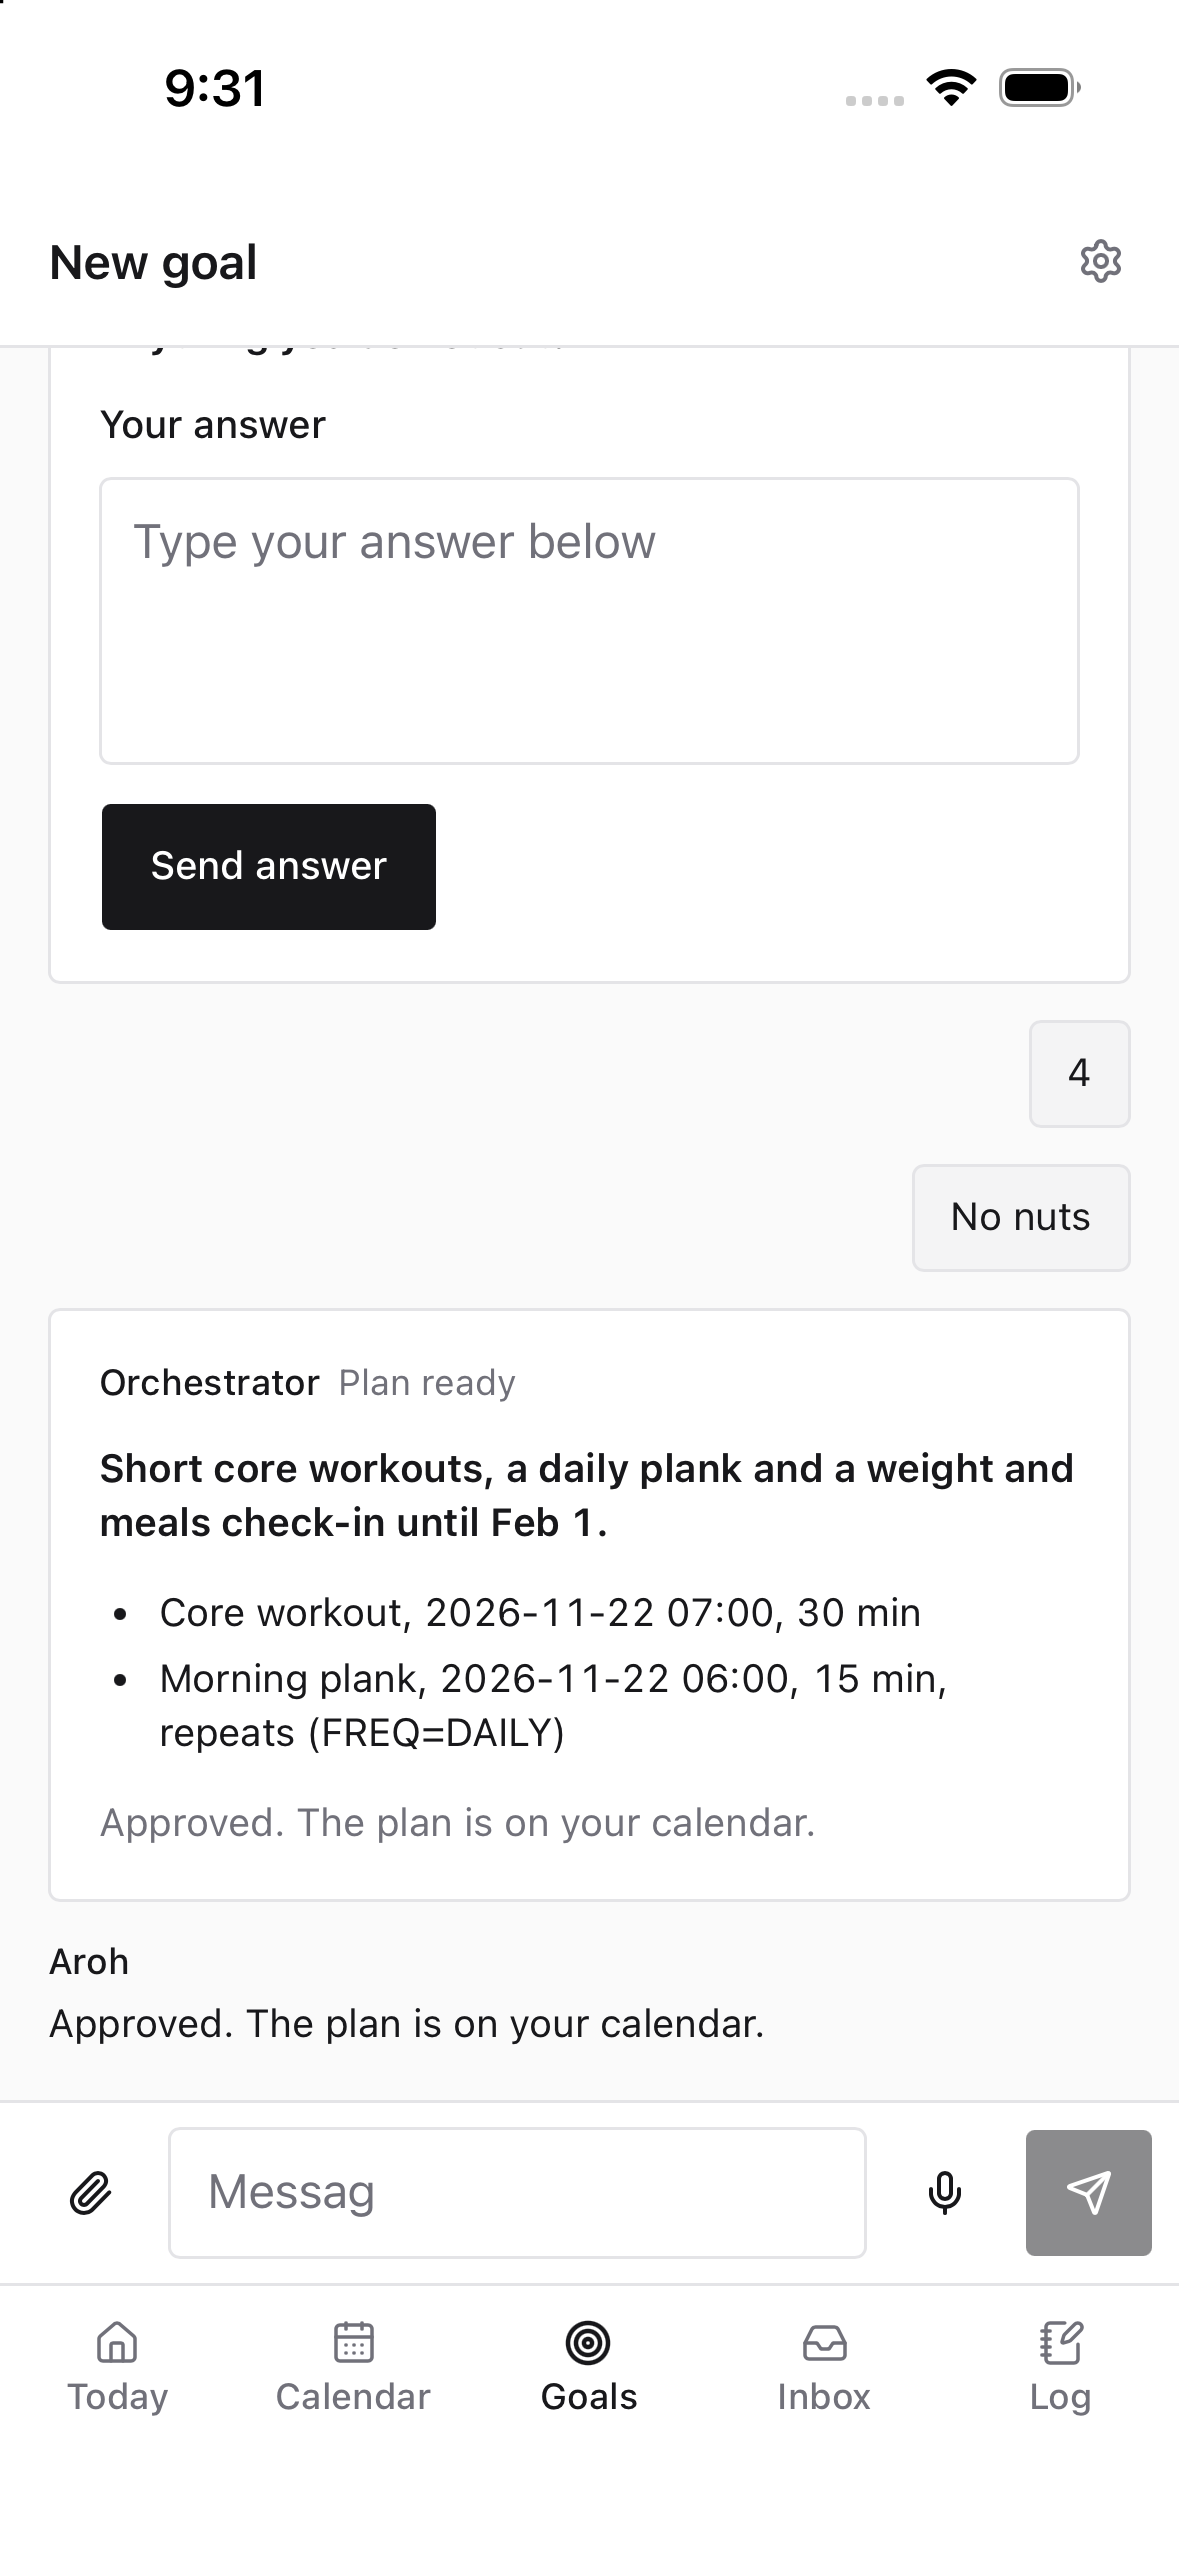 9:31
New goal
Your answer
Type your answer below
Send answer
4
No nuts
Orchestrator Plan ready
Short core workouts, a daily plank and a weight and
meals check-in until Feb 1.
• Core workout, 2026-11-22 07:00, 30 min
• Morning plank, 2026-11-22 06:00, 15 min,
repeats (FREQ=DAILY)
Approved. The plan is on your calendar.
Aroh
Approved. The plan is on your calendar.
Messag
Today Calendar Goals Inbox Log